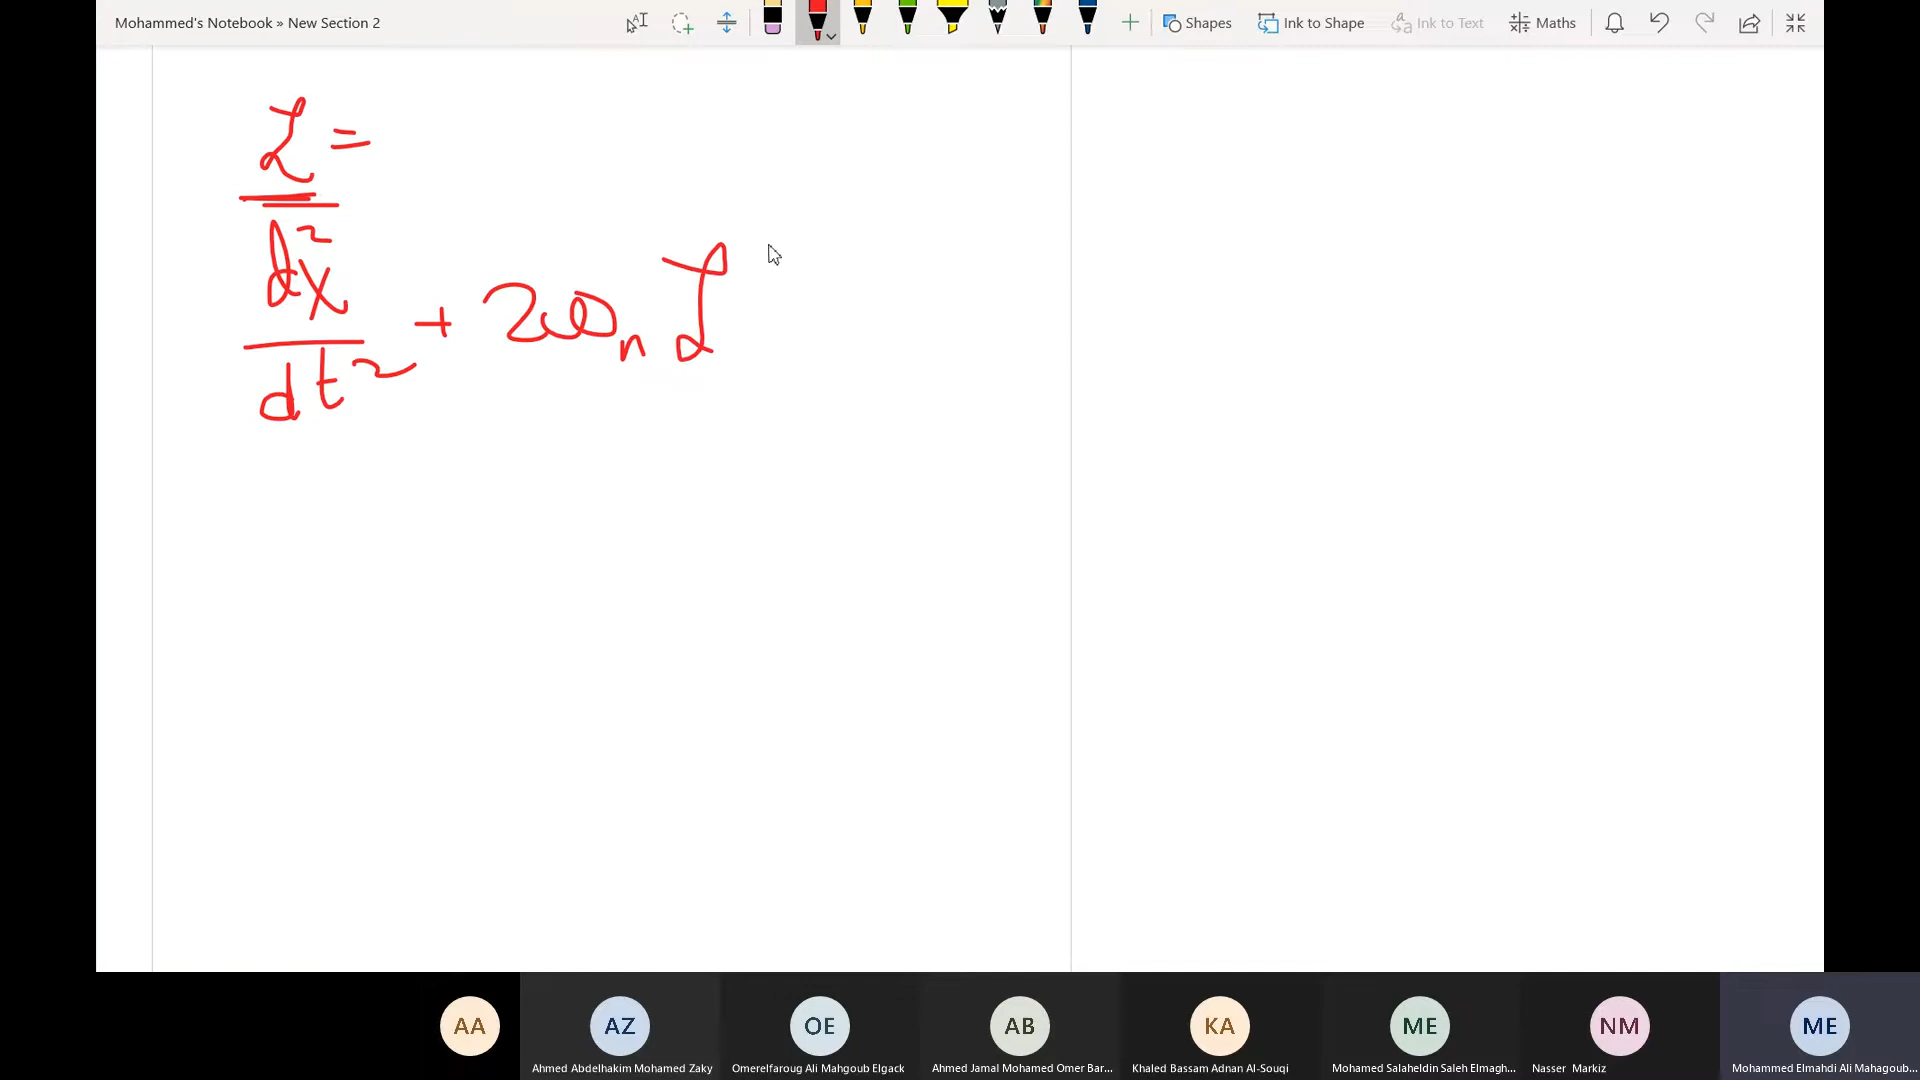 Mohammed's Notebook » New Section 2
Shapes
Ink to Shape
Ink to Text
Maths
ξ =
d²x
+ 2ωₙ ξ
dt²
AA
AZ
OE
AB
KA
ME
NM
ME
Ahmed Abdelhakim Mohamed Zaky
Omerelfaroug Ali Mahgoub Elgack
Ahmed Jamal Mohamed Omer Bar...
Khaled Bassam Adnan Al-Souqi
Mohamed Salaheldin Saleh Elmagh...
Nasser Markiz
Mohammed Elmahdi Ali Mahagoub...